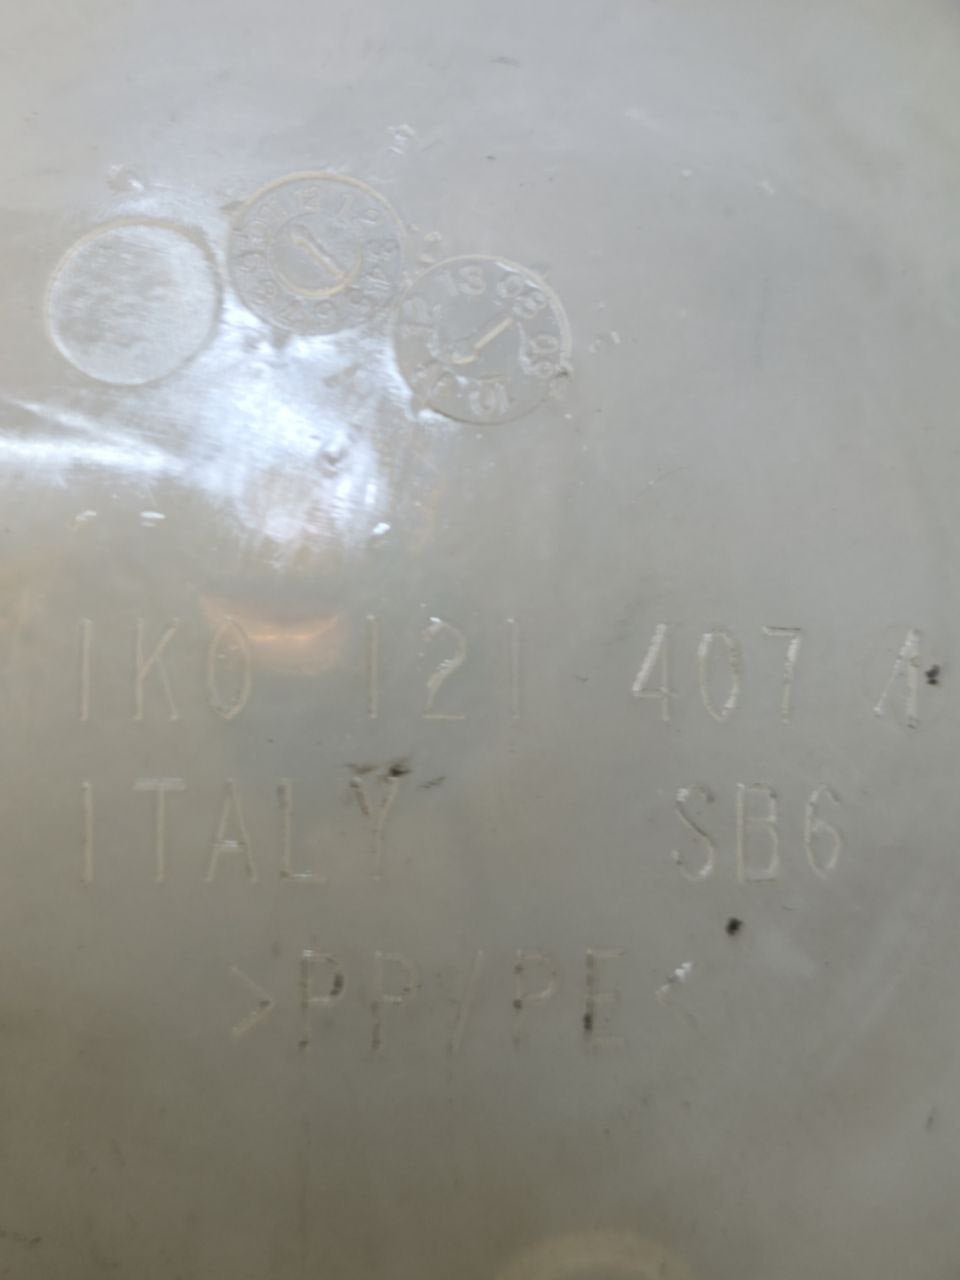 1K0 121 407 A
ITALY SB6
>PP/PE<